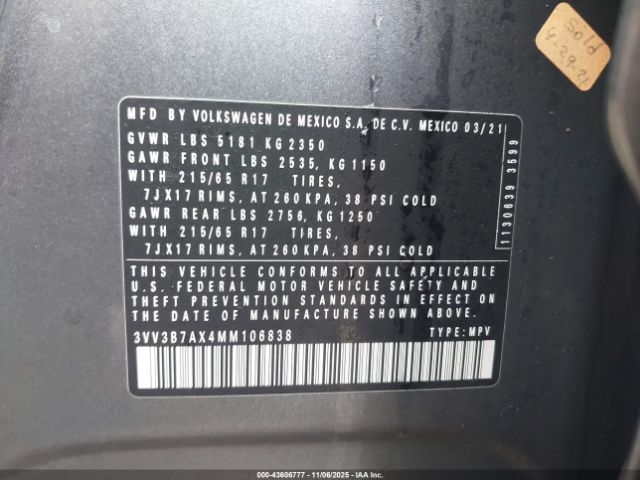 Sold
4-29-21
MFD BY VOLKSWAGEN DE MEXICO S.A. DE C.V. MEXICO 03/21
GVWR LBS 5181 KG 2350
GAWR FRONT LBS 2535, KG 1150
WITH 215/65 R17 TIRES,
7JX17 RIMS, AT 260 KPA, 38 PSI COLD
GAWR REAR LBS 2756, KG 1250
WITH 215/65 R17 TIRES,
7JX17 RIMS, AT 260 KPA, 38 PSI COLD
1130639 3599
THIS VEHICLE CONFORMS TO ALL APPLICABLE
U.S. FEDERAL MOTOR VEHICLE SAFETY AND
THEFT PREVENTION STANDARDS IN EFFECT ON
THE DATE OF MANUFACTURE SHOWN ABOVE.
3VV3B7AX4MM106838 TYPE: MPV
000-43606777 - 11/06/2025 - IAA Inc.